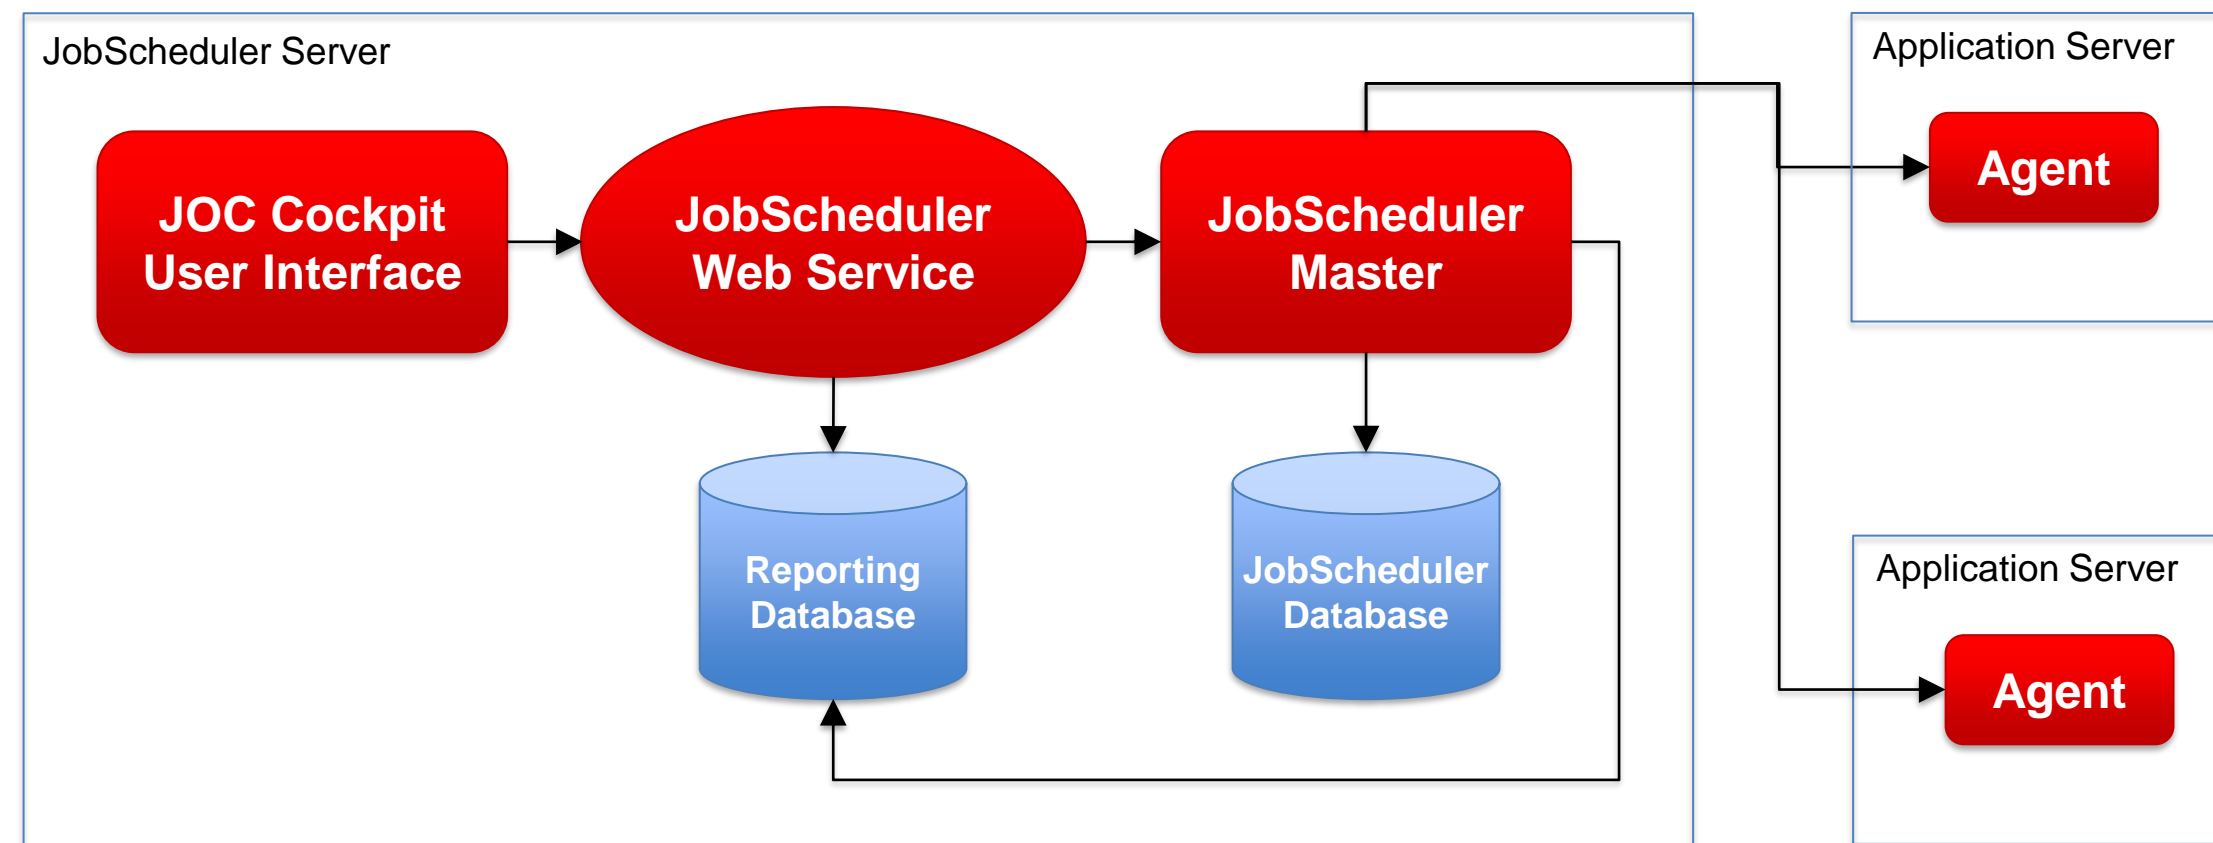 JobScheduler Server
JOC Cockpit
User Interface
JobScheduler
Web Service
JobScheduler
Master
Reporting
Database
JobScheduler
Database
Application Server
Agent
Application Server
Agent